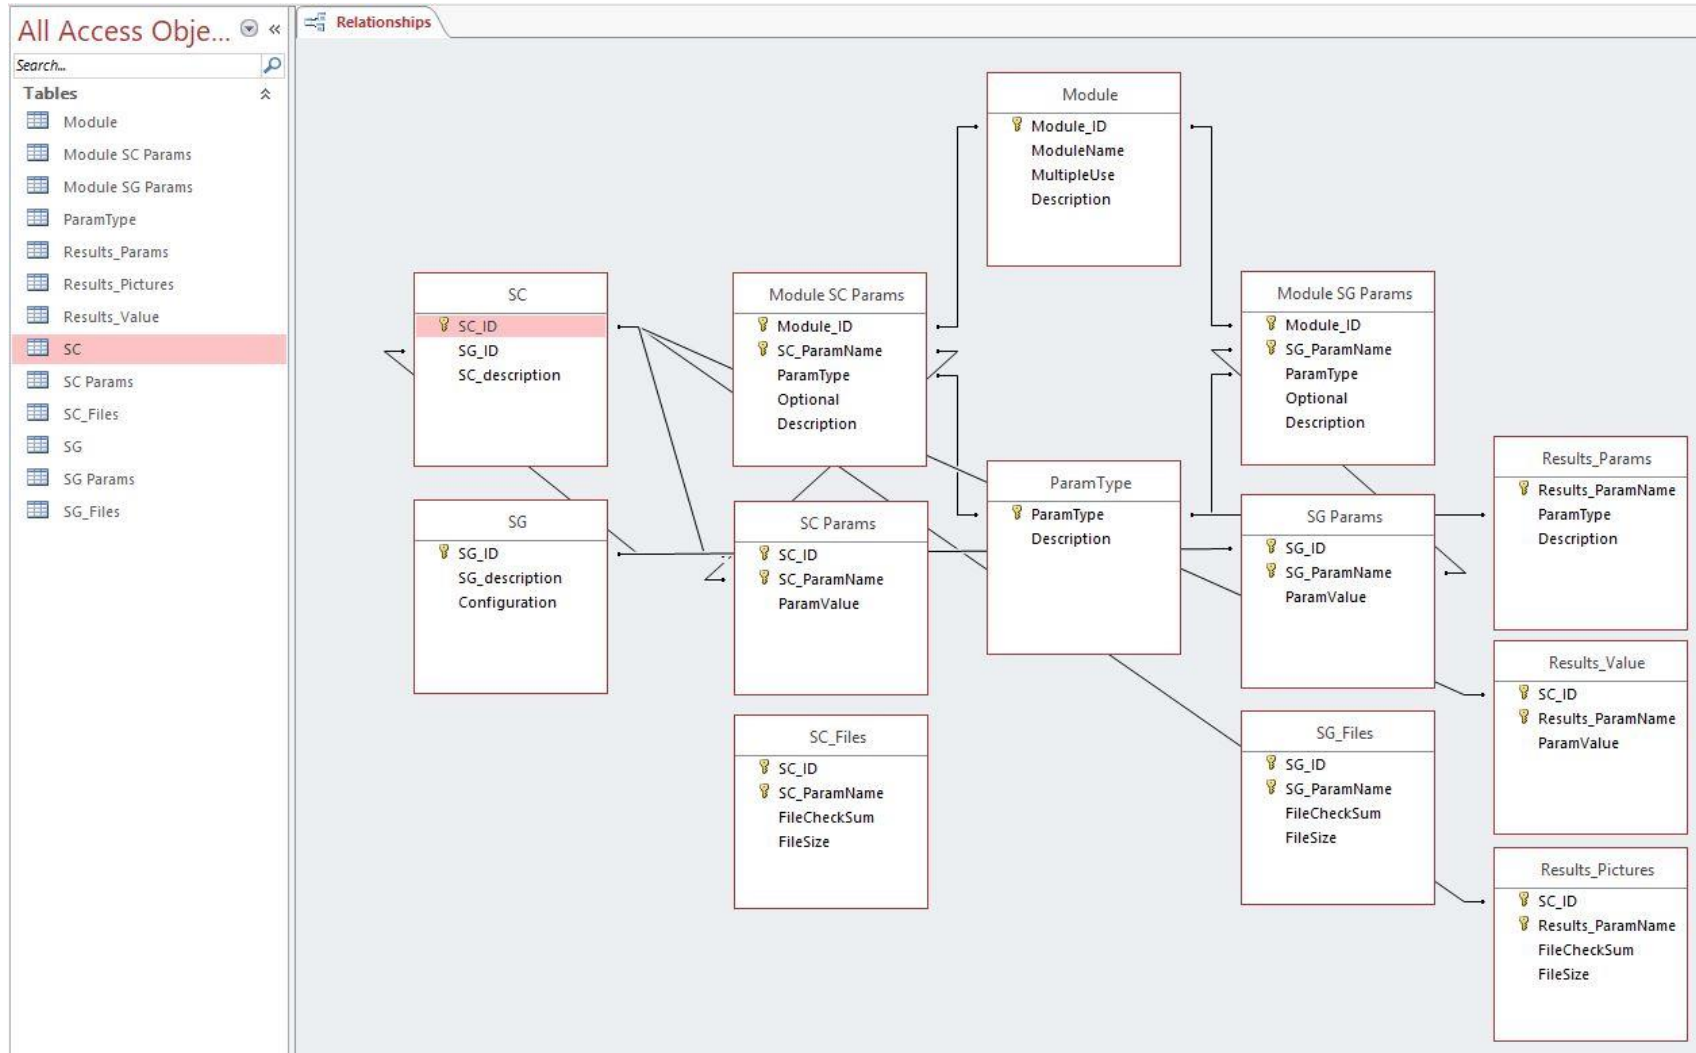 All Access Obje...
Search...
Tables
Module
Module SC Params
Module SG Params
ParamType
Results_Params
Results_Pictures
Results_Value
SC
SC Params
SC_Files
SG
SG Params
SG_Files
Relationships
Module
Module_ID
ModuleName
MultipleUse
Description
SC
SC_ID
SG_ID
SC_description
Module SC Params
Module_ID
SC_ParamName
ParamType
Optional
Description
Module SG Params
Module_ID
SG_ParamName
ParamType
Optional
Description
SG
SG_ID
SG_description
Configuration
SC Params
SC_ID
SC_ParamName
ParamValue
ParamType
ParamType
Description
SG Params
SG_ID
SG_ParamName
ParamValue
Results_Params
Results_ParamName
ParamType
Description
Results_Value
SC_ID
Results_ParamName
ParamValue
SC_Files
SC_ID
SC_ParamName
FileCheckSum
FileSize
SG_Files
SG_ID
SG_ParamName
FileCheckSum
FileSize
Results_Pictures
SC_ID
Results_ParamName
FileCheckSum
FileSize